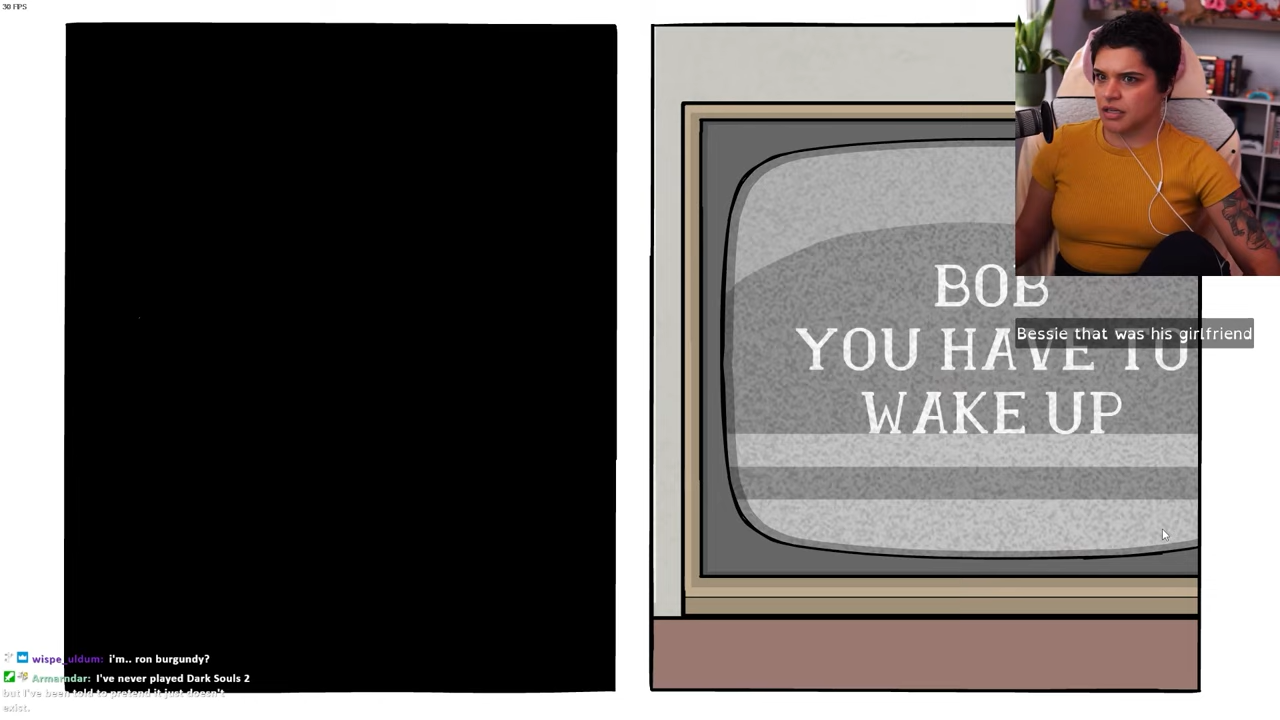 30 FPS
BOB
YOU HAVE TO
WAKE UP
Bessie that was his girlfriend
wispe_uldum: i'm.. ron burgundy?
Armarndar: I've never played Dark Souls 2
but I've been told to pretend it just doesn't
exist.